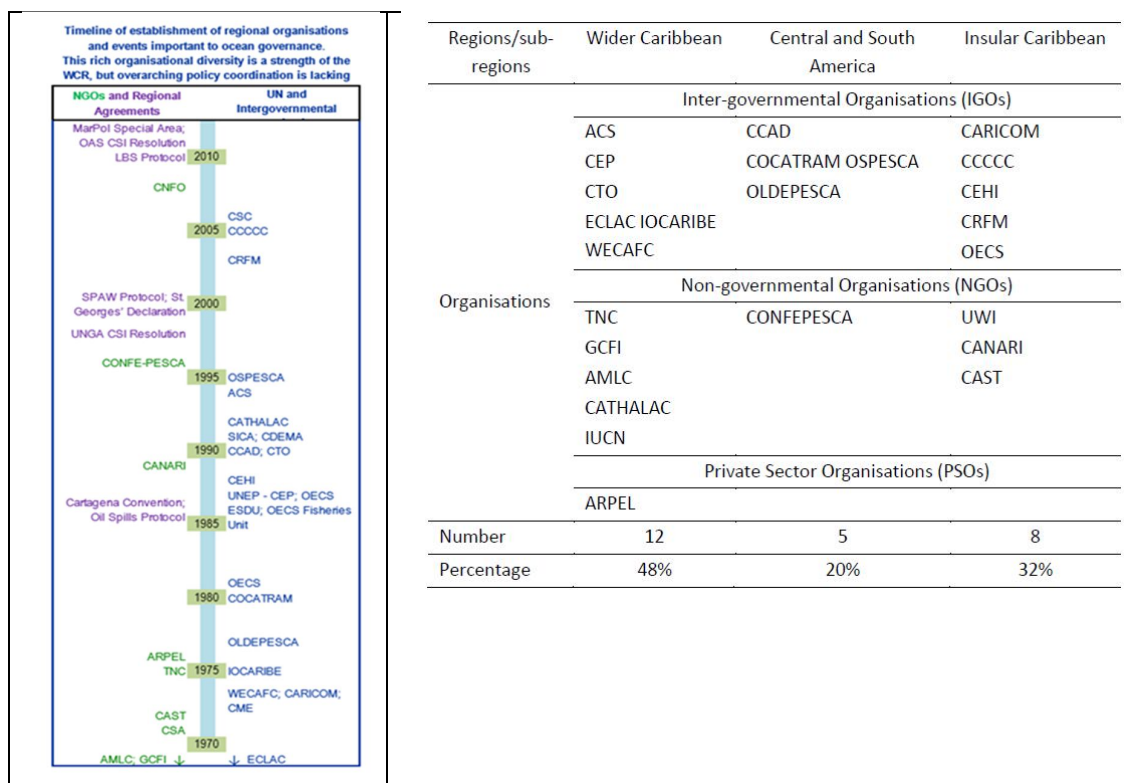 Timeline of establishment of regional organisations
and events important to ocean governance.
This rich organisational diversity is a strength of the
WCR, but overarching policy coordination is lacking
NGOs and Regional
Agreements
UN and
Intergovernmental
MarPol Special Area;
OAS CSI Resolution
LBS Protocol
2010
CNFO
CSC
2005
CCCCC
CRFM
SPAW Protocol; St.
Georges' Declaration
2000
UNGA CSI Resolution
CONFE-PESCA
1995
OSPESCA
ACS
CATHALAC
SICA; CDEMA
1990
CCAD; CTO
CANARI
CEHI
UNEP - CEP; OECS
ESDU; OECS Fisheries
Unit
Cartagena Convention;
Oil Spills Protocol
1985
OECS
1980
COCATRAM
OLDEPESCA
ARPEL
TNC
1975
IOCARIBE
WECAFC; CARICOM;
CME
CAST
CSA
1970
AMLC; GCFI ↓
↓ ECLAC
Regions/sub-
regions
Wider Caribbean
Central and South
America
Insular Caribbean
Organisations
Inter-governmental Organisations (IGOs)
ACS CCAD CARICOM
CEP COCATRAM OSPESCA CCCCC
CTO OLDEPESCA CEHI
ECLAC IOCARIBE CRFM
WECAFC OECS
Non-governmental Organisations (NGOs)
TNC CONFEPESCA UWI
GCFI CANARI
AMLC CAST
CATHALAC
IUCN
Private Sector Organisations (PSOs)
ARPEL
Number 12 5 8
Percentage 48% 20% 32%